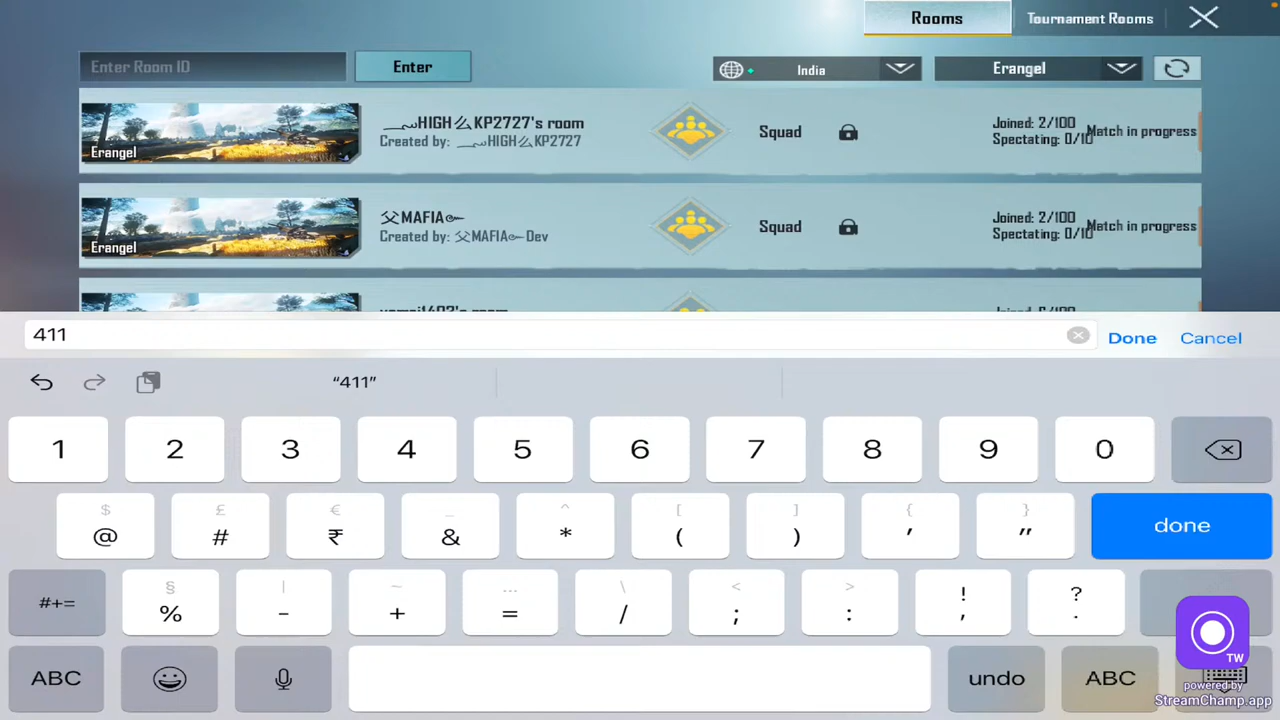 Rooms
Tournament Rooms
Enter Room ID
Enter
India
Erangel
Erangel
HIGH么KP2727's room
Created by: HIGH么KP2727
Squad
Joined: 2/100
Spectating: 0/10
Match in progress
Erangel
父MAFIA
Created by: 父MAFIA Dev
Squad
Joined: 2/100
Spectating: 0/10
Match in progress
411
Done
Cancel
“411”
1 2 3 4 5 6 7 8 9 0
$ £ € _ ^ [ ] { }
@ # ₹ & * ( ) ' "
done
§ | ~ … \ < > ! ?
#+= % - + = / ; : , .
ABC
undo
ABC
TW
powered by
StreamChamp.app